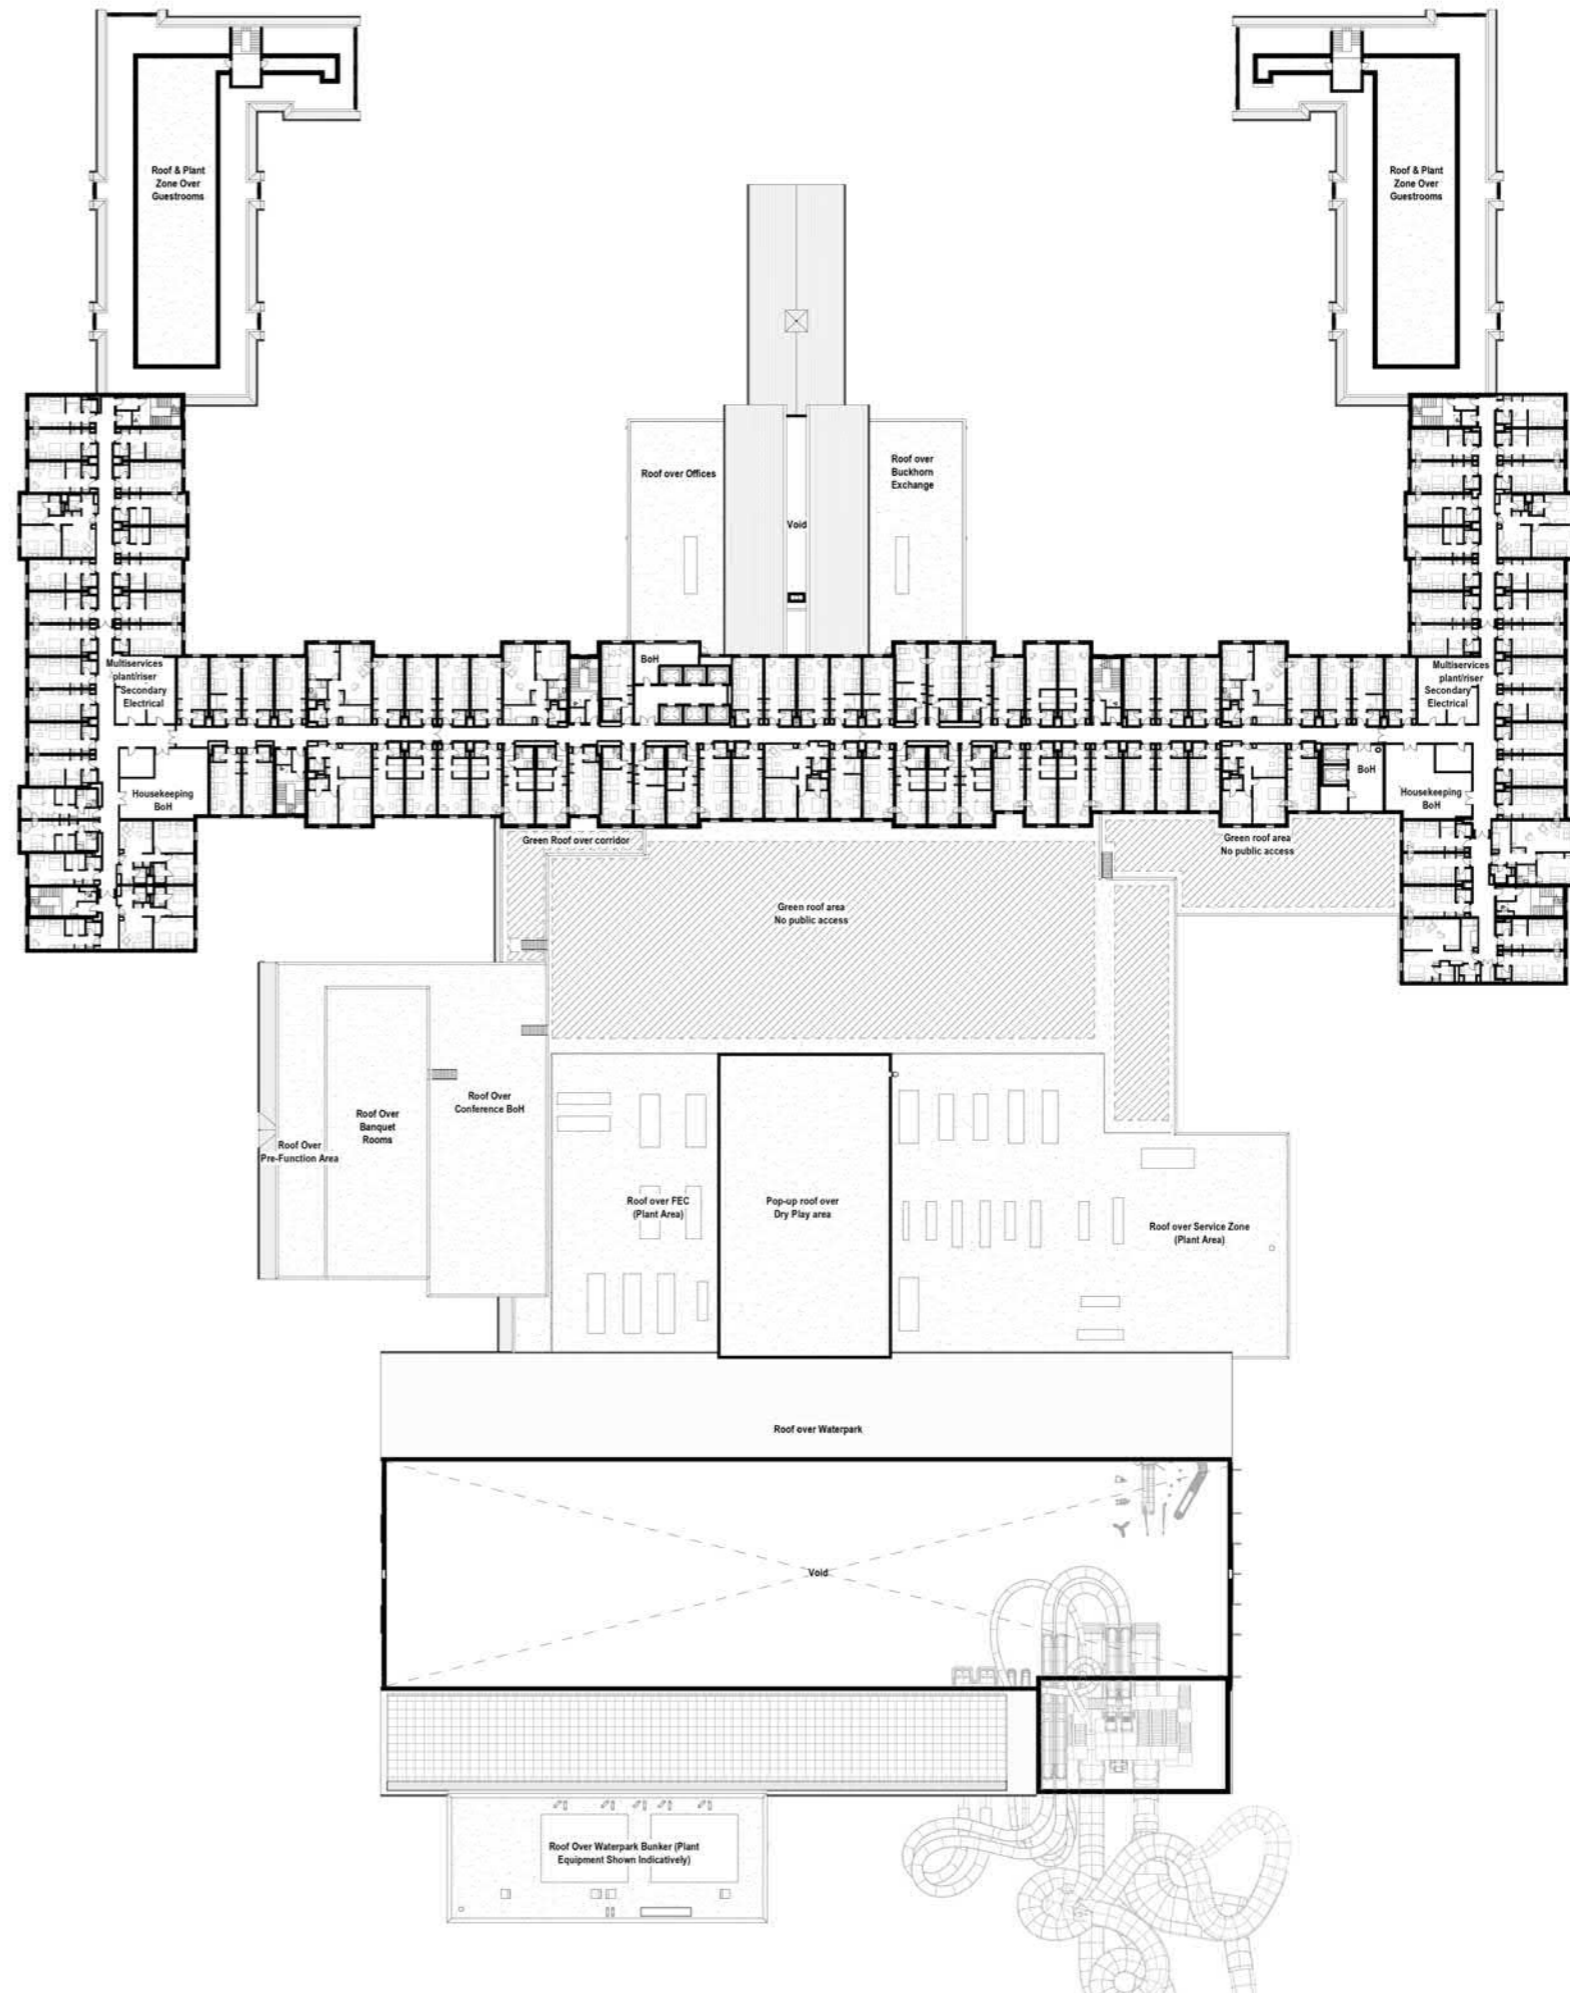 Roof & Plant
Zone Over
Guestrooms
Roof & Plant
Zone Over
Guestrooms
Roof over Offices
Roof over
Buckhorn
Exchange
Void
Multiservices
plant/riser
Secondary
Electrical
BoH
Multiservices
plant/riser
Secondary
Electrical
Housekeeping
BoH
BoH
Housekeeping
BoH
Green Roof over corridor
Green roof area
No public access
Green roof area
No public access
Roof Over
Conference BoH
Roof Over
Banquet
Rooms
Roof Over
Pre-Function Area
Roof over FEC
(Plant Area)
Pop-up roof over
Dry Play area
Roof over Service Zone
(Plant Area)
Roof over Waterpark
Void
Roof Over Waterpark Bunker (Plant
Equipment Shown Indicatively)